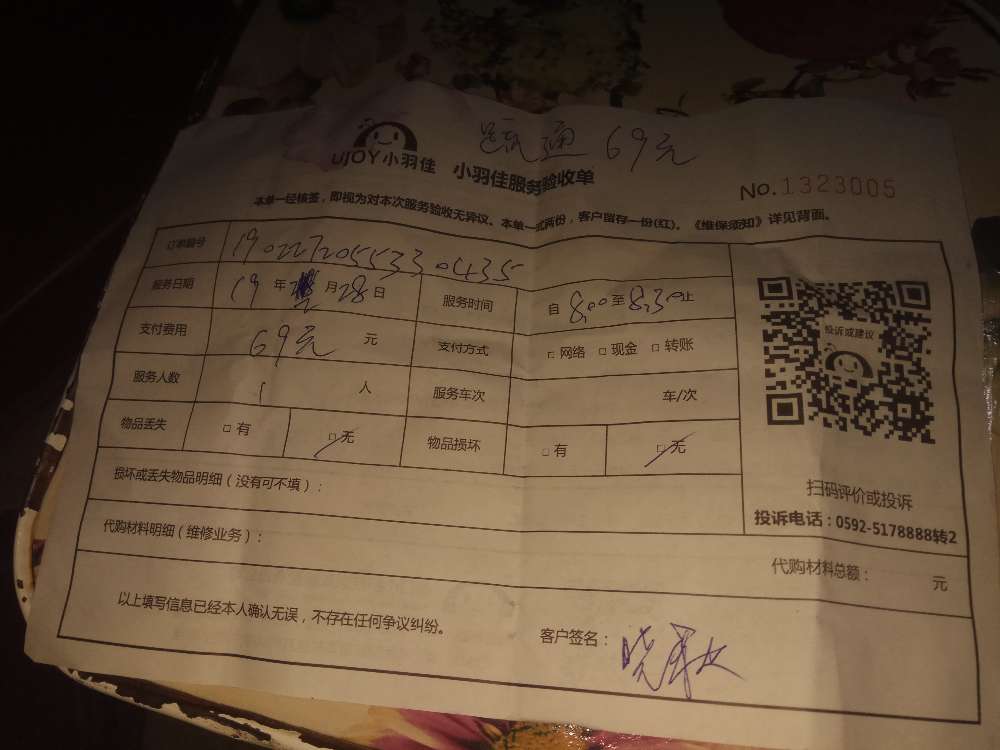 疏通 69元
UJOY小羽佳 小羽佳服务验收单
No.1323005
本单一经核签，即视为对本次服务验收无异议。本单一式两份，客户留存一份(红)。《维保须知》详见背面。
订单编号 190227205533 0435
服务日期 19年 月28日 服务时间 自8:00至8:30止
支付费用 69元 元 支付方式 □网络 □现金 □转账
服务人数 1 人 服务车次 车/次
物品丢失 □有 □无 物品损坏 □有 □无
损坏或丢失物品明细（没有可不填）：
代购材料明细（维修业务）：
代购材料总额： 元
以上填写信息已经本人确认无误，不存在任何争议纠纷。
客户签名：
投诉或建议
扫码评价或投诉
投诉电话：0592-5178888转2